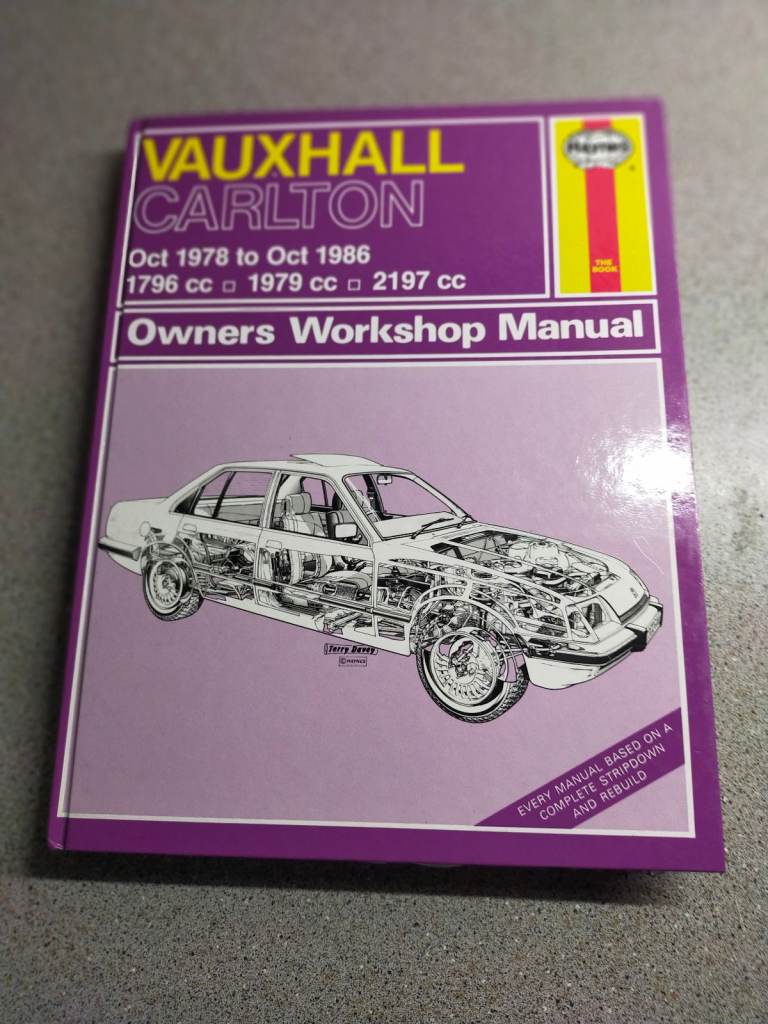 VAUXHALL
CARLTON
Oct 1978 to Oct 1986
1796 cc □ 1979 cc □ 2197 cc
Haynes
THE
BOOK
Owners Workshop Manual
Terry Davey
© HAYNES
EVERY MANUAL BASED ON A
COMPLETE STRIPDOWN
AND REBUILD